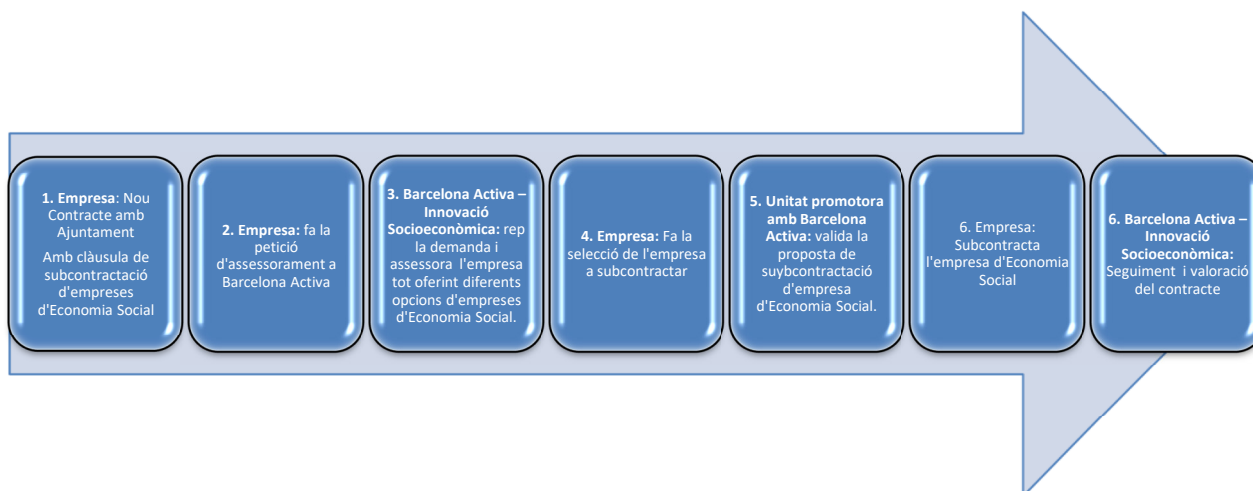 1. Empresa: Nou
Contracte amb
Ajuntament
Amb clàusula de
subcontractació
d'empreses
d'Economia Social
2. Empresa: fa la
petició
d'assessorament a
Barcelona Activa
3. Barcelona Activa –
Innovació
Socioeconòmica: rep
la demanda i
assessora l'empresa
tot oferint diferents
opcions d'empreses
d'Economia Social.
4. Empresa: Fa la
selecció de l'empresa
a subcontractar
5. Unitat promotora
amb Barcelona
Activa: valida la
proposta de
suybcontractació
d'empresa
d'Economia Social.
6. Empresa:
Subcontracta
l'empresa d'Economia
Social
6. Barcelona Activa –
Innovació
Socioeconòmica:
Seguiment i valoració
del contracte